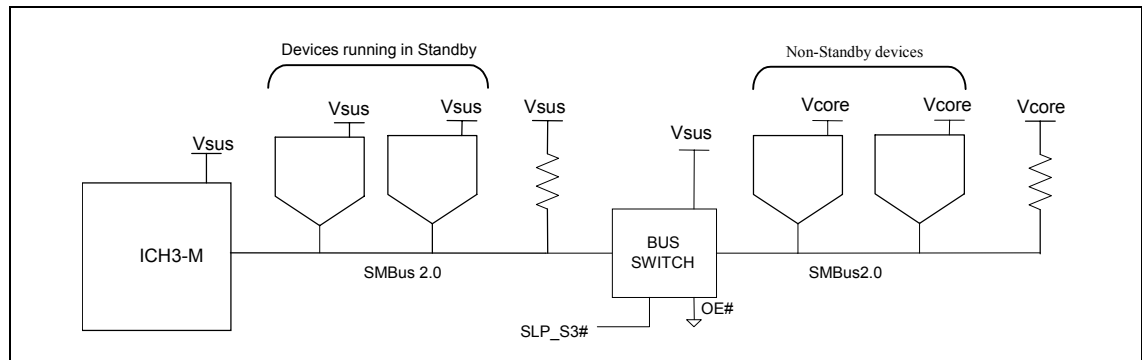 Devices running in Standby
Non-Standby devices
Vsus
Vsus
Vsus
Vsus
Vsus
Vcore
Vcore
Vcore
ICH3-M
SMBus 2.0
BUS
SWITCH
SMBus2.0
OE#
SLP_S3#